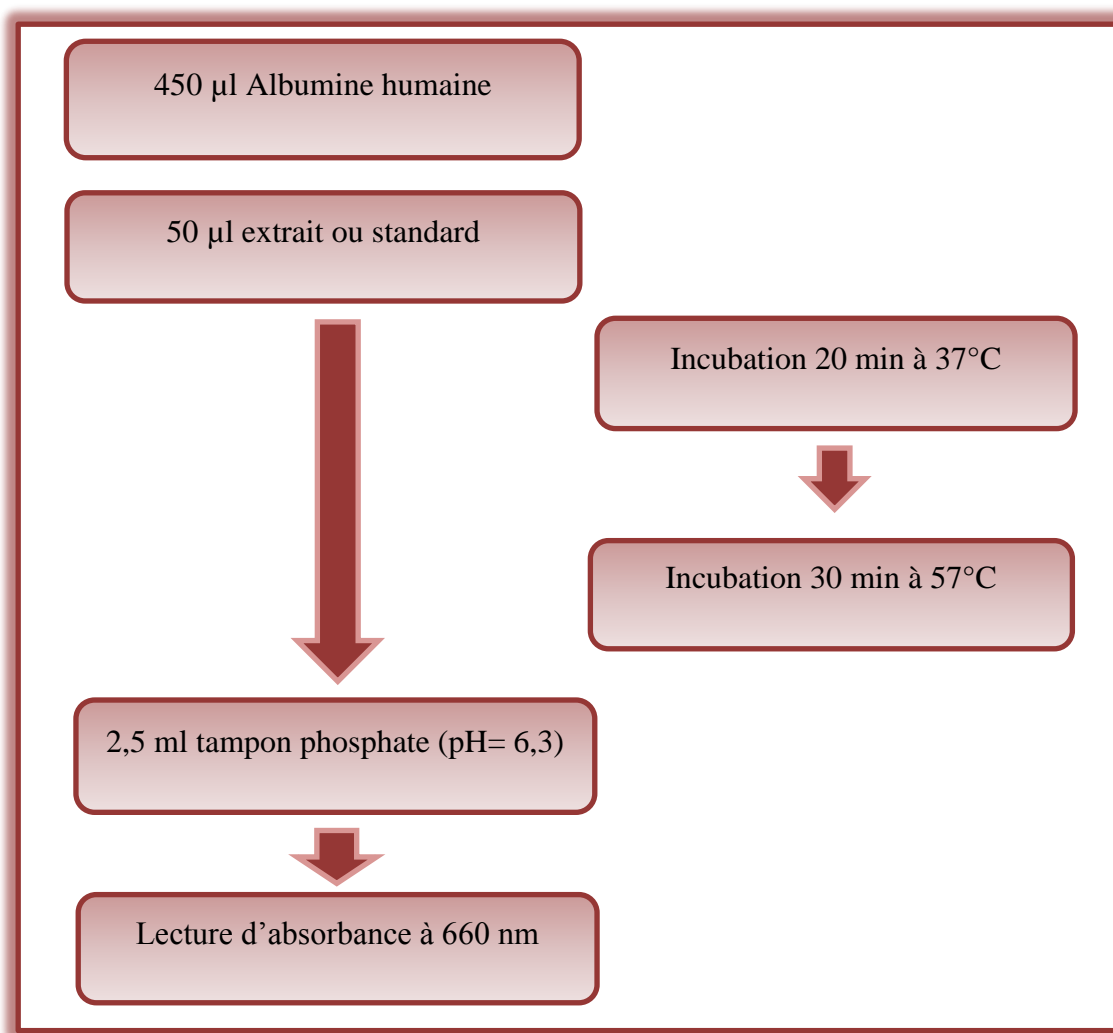 450 µl Albumine humaine
50 µl extrait ou standard
Incubation 20 min à 37°C
Incubation 30 min à 57°C
2,5 ml tampon phosphate (pH= 6,3)
Lecture d’absorbance à 660 nm